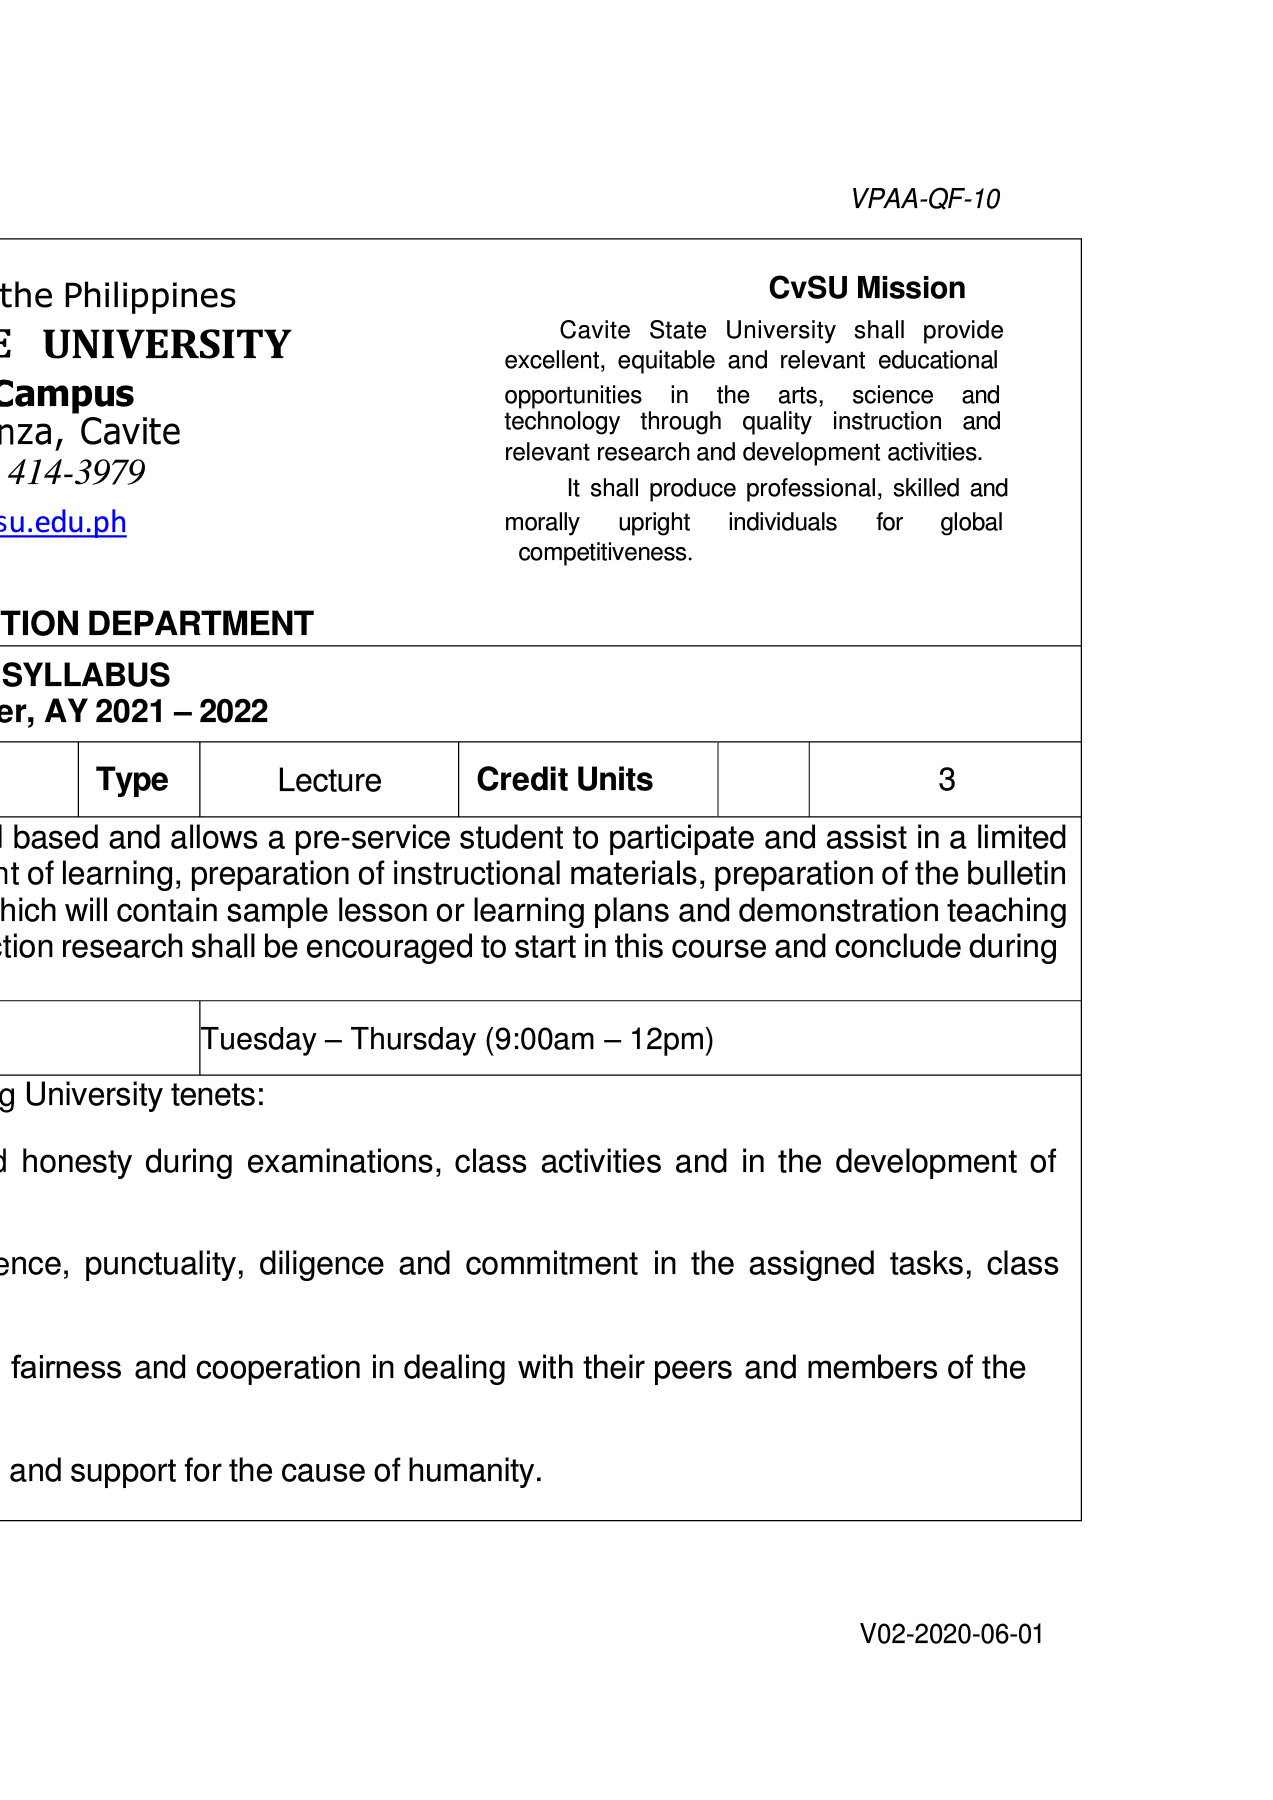 VPAA-QF-10
the Philippines
E UNIVERSITY
Campus
nza, Cavite
414-3979
su.edu.ph
CvSU Mission
Cavite State University shall provide
excellent, equitable and relevant educational
opportunities in the arts, science and
technology through quality instruction and
relevant research and development activities.
It shall produce professional, skilled and
morally upright individuals for global
competitiveness.
TION DEPARTMENT
SYLLABUS
er, AY 2021 – 2022
Type Lecture Credit Units 3
based and allows a pre-service student to participate and assist in a limited
nt of learning, preparation of instructional materials, preparation of the bulletin
hich will contain sample lesson or learning plans and demonstration teaching
ction research shall be encouraged to start in this course and conclude during
Tuesday – Thursday (9:00am – 12pm)
g University tenets:
d honesty during examinations, class activities and in the development of
ence, punctuality, diligence and commitment in the assigned tasks, class
fairness and cooperation in dealing with their peers and members of the
and support for the cause of humanity.
V02-2020-06-01